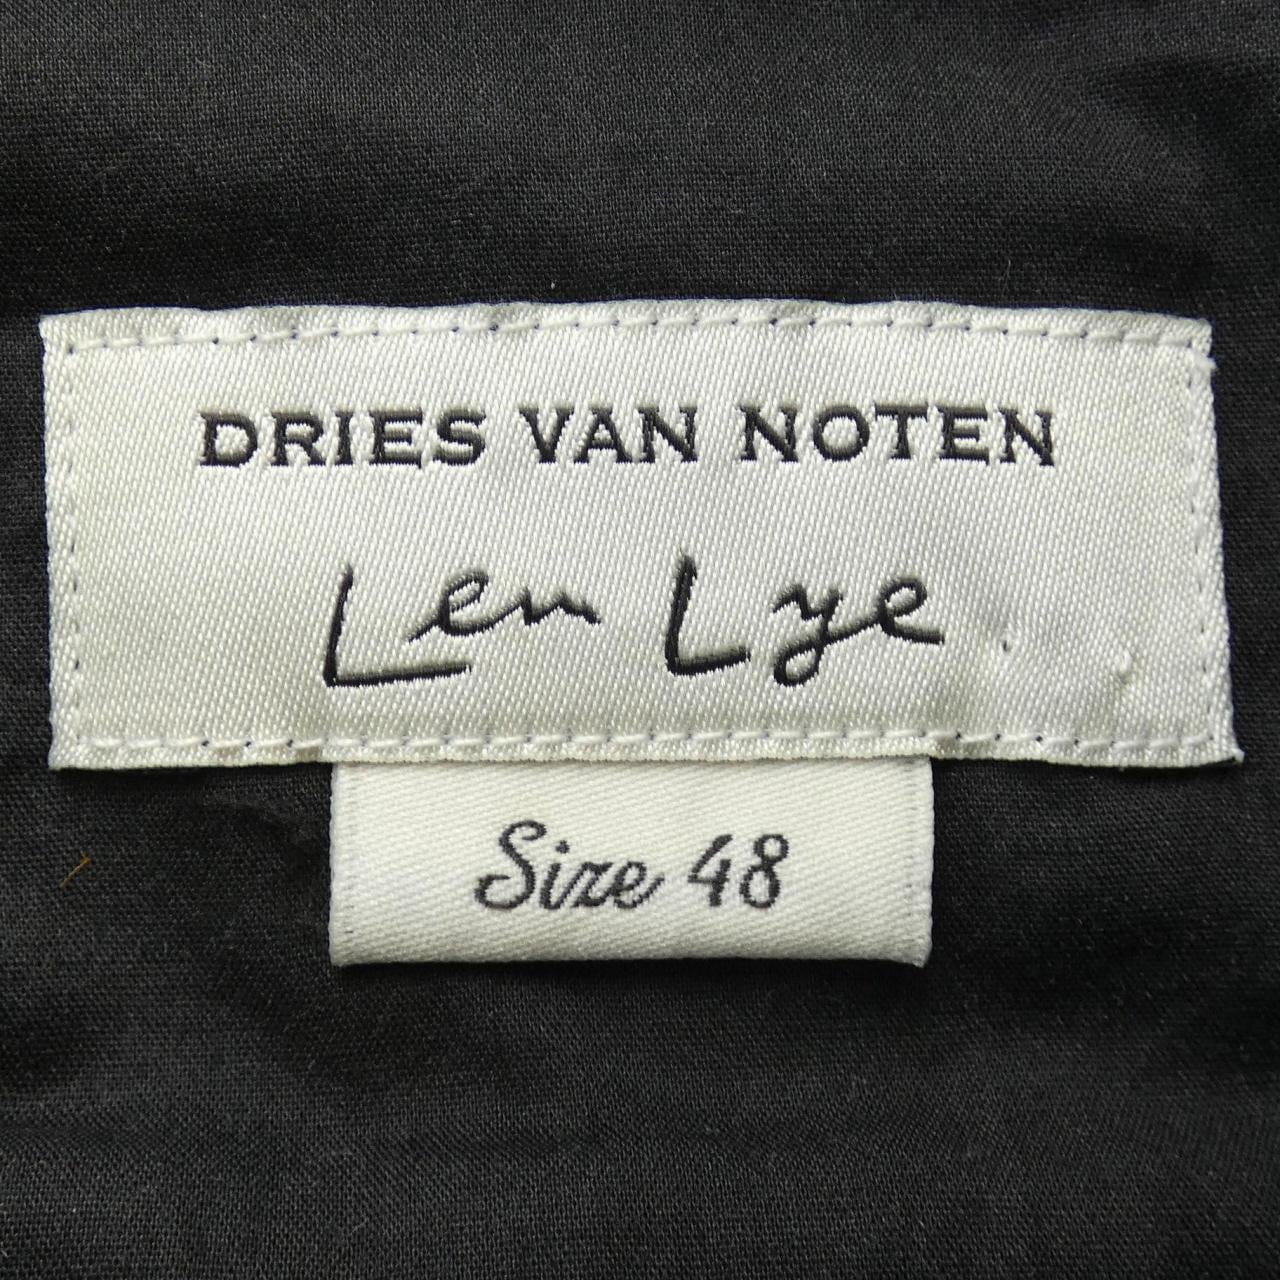 DRIES VAN NOTEN
Len Lye
Size 48